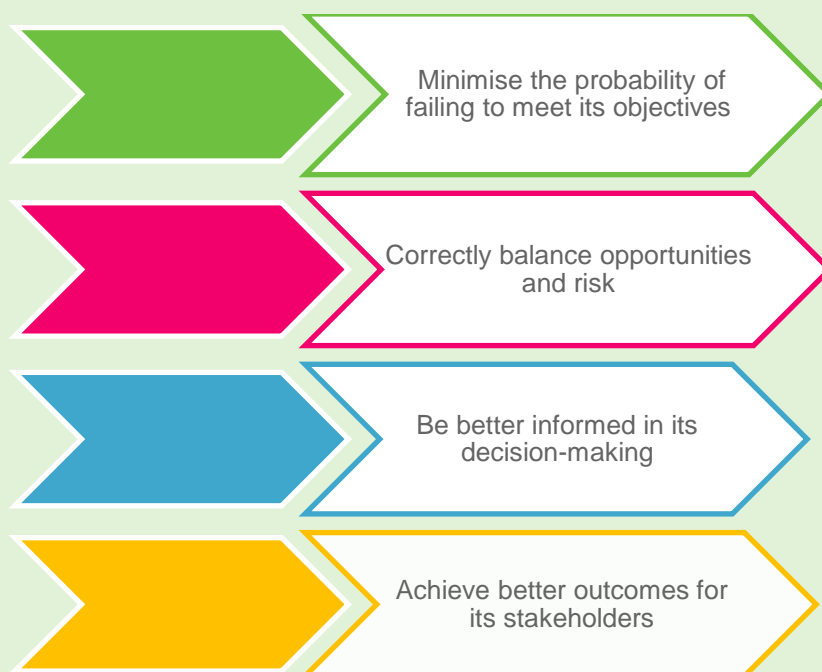 Minimise the probability of
failing to meet its objectives
Correctly balance opportunities
and risk
Be better informed in its
decision-making
Achieve better outcomes for
its stakeholders